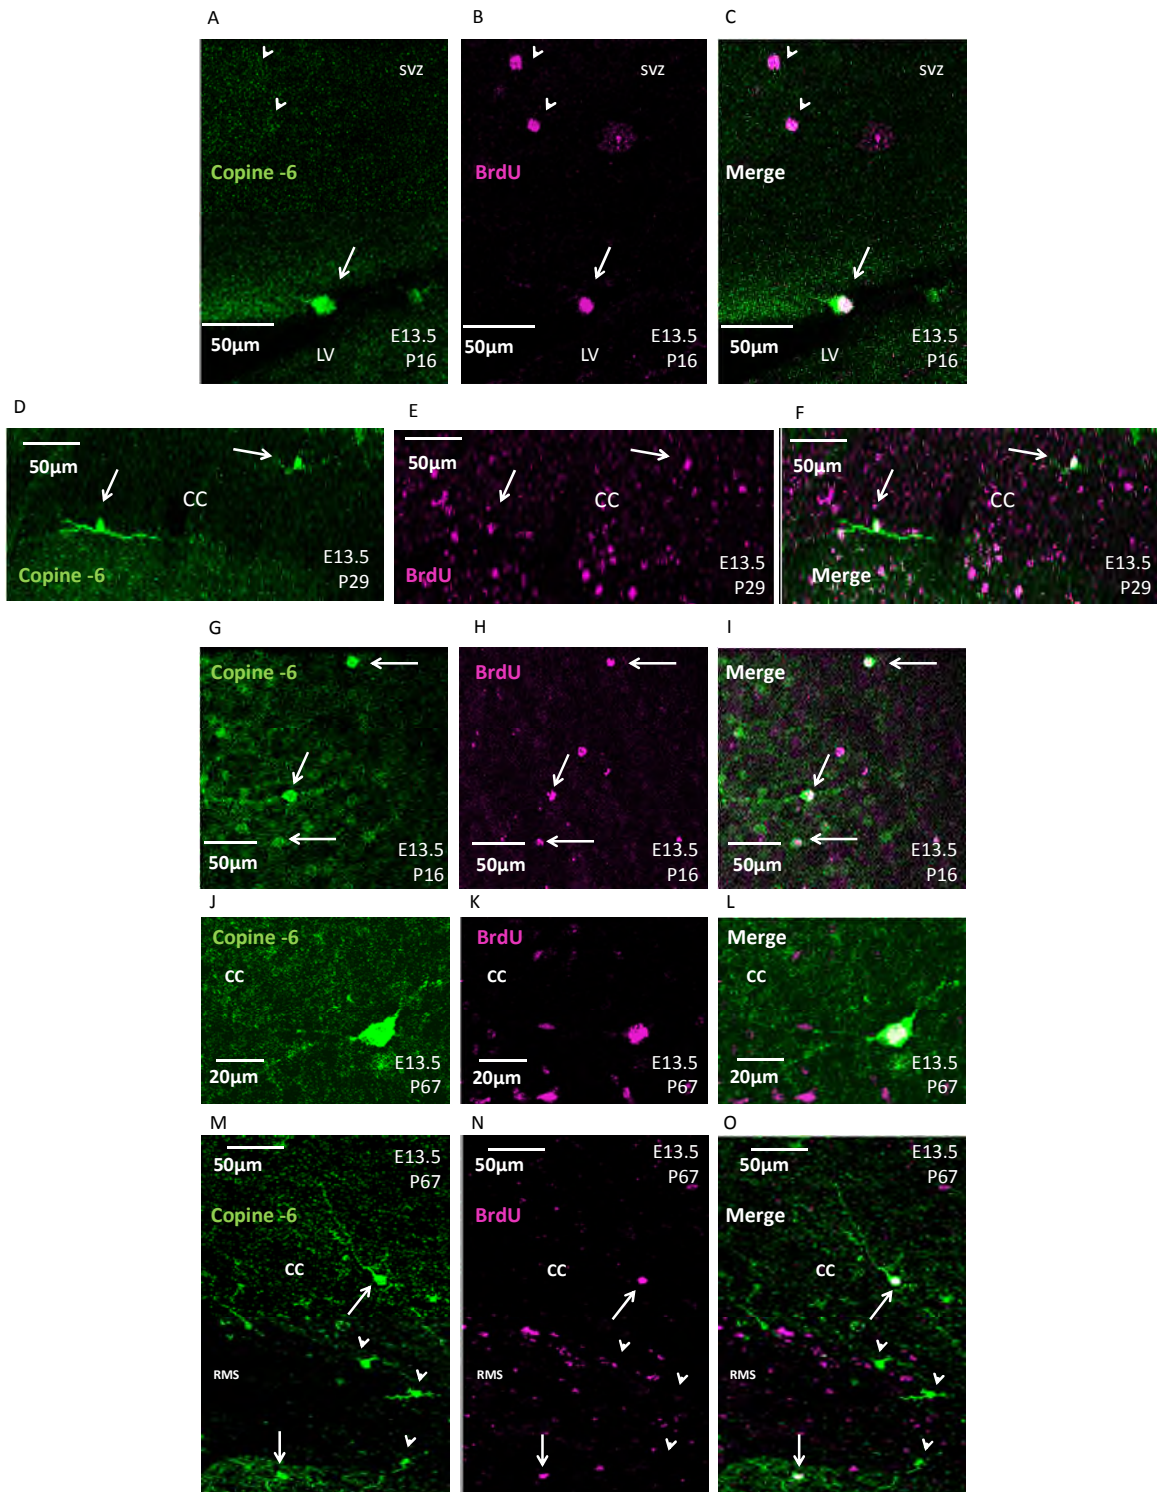 A
B
C
SVZ
SVZ
Copine -6
BrdU
Merge
50µm
LV
E13.5
P16
50µm
LV
E13.5
P16
50µm
LV
E13.5
P16
D
E
F
50µm
CC
Copine -6
E13.5
P29
50µm
CC
BrdU
E13.5
P29
50µm
CC
Merge
E13.5
P29
G
H
I
Copine -6
BrdU
Merge
50µm
E13.5
P16
50µm
E13.5
P16
50µm
E13.5
P16
J
K
L
Copine -6
BrdU
Merge
CC
CC
CC
20µm
E13.5
P67
20µm
E13.5
P67
20µm
E13.5
P67
M
N
O
50µm
E13.5
P67
50µm
E13.5
P67
50µm
E13.5
P67
Copine -6
BrdU
Merge
CC
CC
CC
RMS
RMS
RMS